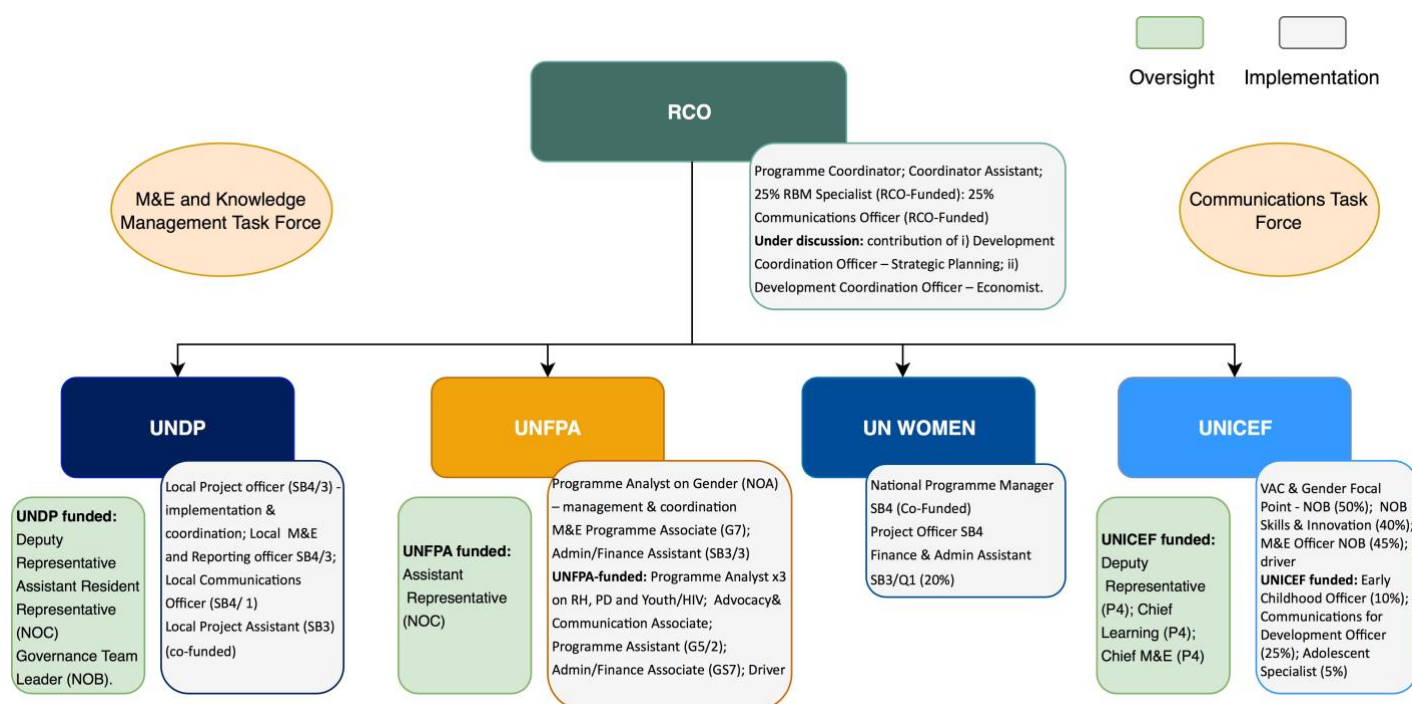 Oversight
Implementation
RCO
Programme Coordinator; Coordinator Assistant;
25% RBM Specialist (RCO-Funded): 25%
Communications Officer (RCO-Funded)
Under discussion: contribution of i) Development
Coordination Officer – Strategic Planning; ii)
Development Coordination Officer – Economist.
M&E and Knowledge
Management Task Force
Communications Task
Force
UNDP
UNDP funded:
Deputy
Representative
Assistant Resident
Representative
(NOC)
Governance Team
Leader (NOB).
Local Project officer (SB4/3) -
implementation &
coordination; Local M&E
and Reporting officer SB4/3;
Local Communications
Officer (SB4/ 1)
Local Project Assistant (SB3)
(co-funded)
UNFPA
UNFPA funded:
Assistant
Representative
(NOC)
Programme Analyst on Gender (NOA)
– management & coordination
M&E Programme Associate (G7);
Admin/Finance Assistant (SB3/3)
UNFPA-funded: Programme Analyst x3
on RH, PD and Youth/HIV; Advocacy&
Communication Associate;
Programme Assistant (G5/2);
Admin/Finance Associate (GS7); Driver
UN WOMEN
National Programme Manager
SB4 (Co-Funded)
Project Officer SB4
Finance & Admin Assistant
SB3/Q1 (20%)
UNICEF
UNICEF funded:
Deputy
Representative
(P4); Chief
Learning (P4);
Chief M&E (P4)
VAC & Gender Focal
Point - NOB (50%); NOB
Skills & Innovation (40%);
M&E Officer NOB (45%);
driver
UNICEF funded: Early
Childhood Officer (10%);
Communications for
Development Officer
(25%); Adolescent
Specialist (5%)